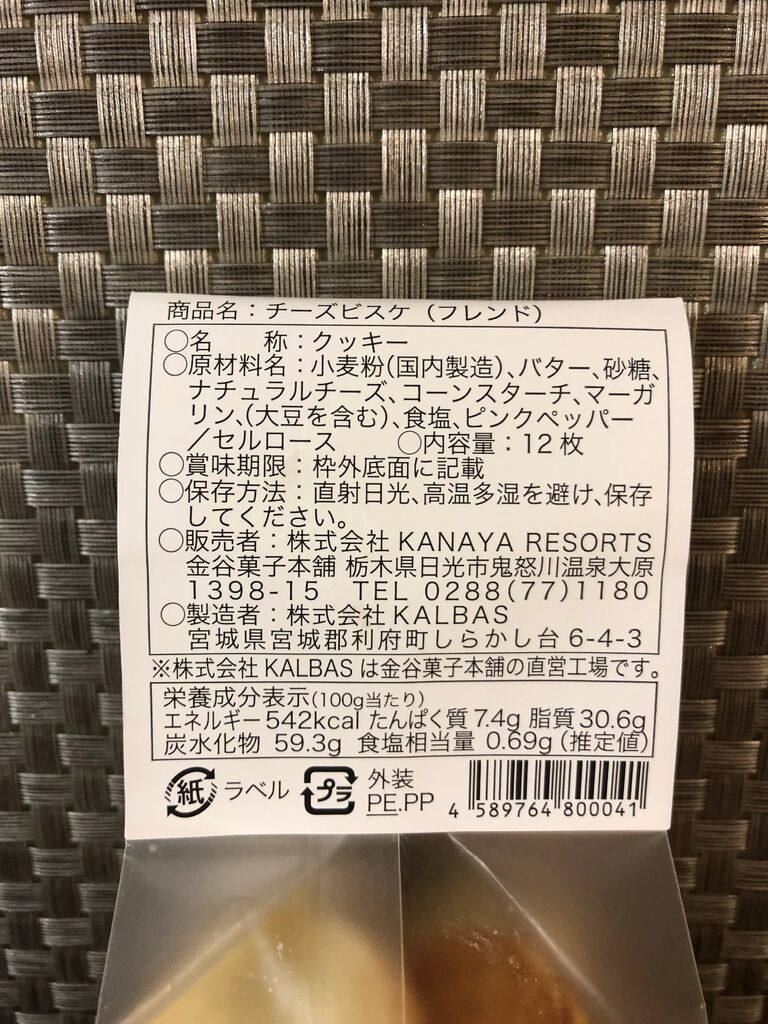 商品名：チーズビスケ（フレンド）
○名　　称：クッキー
○原材料名：小麦粉(国内製造)、バター、砂糖、
ナチュラルチーズ、コーンスターチ、マーガ
リン、(大豆を含む)、食塩、ピンクペッパー
／セルロース　　○内容量：12枚
○賞味期限：枠外底面に記載
○保存方法：直射日光、高温多湿を避け、保存
してください。
○販売者：株式会社 KANAYA RESORTS
金谷菓子本舗 栃木県日光市鬼怒川温泉大原
1398-15　TEL 0288(77)1180
○製造者：株式会社 KALBAS
宮城県宮城郡利府町しらかし台 6-4-3
※株式会社 KALBAS は金谷菓子本舗の直営工場です。
栄養成分表示(100g当たり)
エネルギー 542kcal たんぱく質 7.4g 脂質 30.6g
炭水化物 59.3g 食塩相当量 0.69g (推定値)
紙 ラベル プラ 外装
PE.PP
4 589764 800041